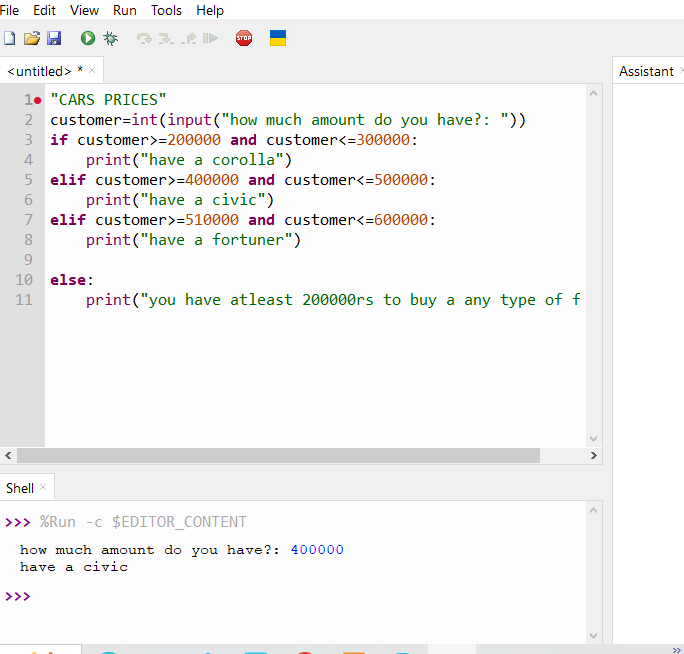 File Edit View Run Tools Help
STOP
<untitled> * ×
Assistant ×
1 "CARS PRICES"
2 customer=int(input("how much amount do you have?: "))
3 if customer>=200000 and customer<=300000:
4 print("have a corolla")
5 elif customer>=400000 and customer<=500000:
6 print("have a civic")
7 elif customer>=510000 and customer<=600000:
8 print("have a fortuner")
9
10 else:
11 print("you have atleast 200000rs to buy a any type of f
Shell ×
>>> %Run -c $EDITOR_CONTENT
how much amount do you have?: 400000
have a civic
>>>